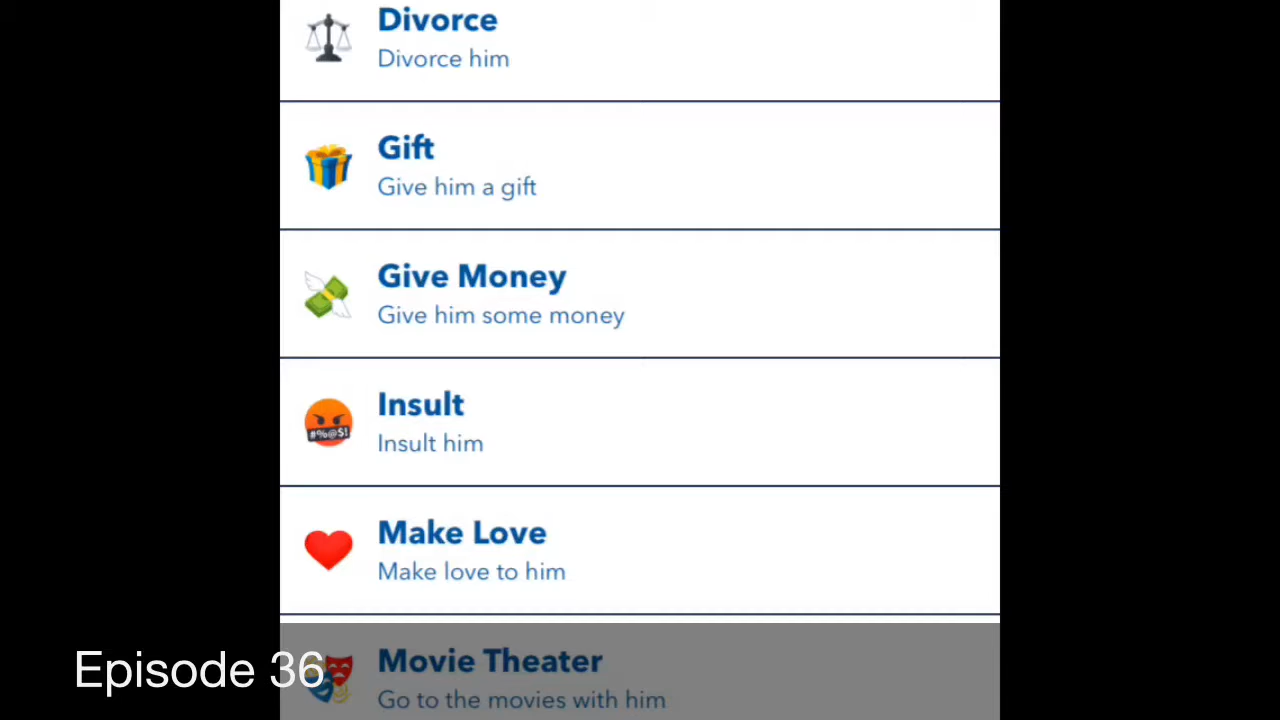 Divorce
Divorce him
Gift
Give him a gift
Give Money
Give him some money
Insult
#%@$!
Insult him
Make Love
Make love to him
Movie Theater
Go to the movies with him
Episode 36